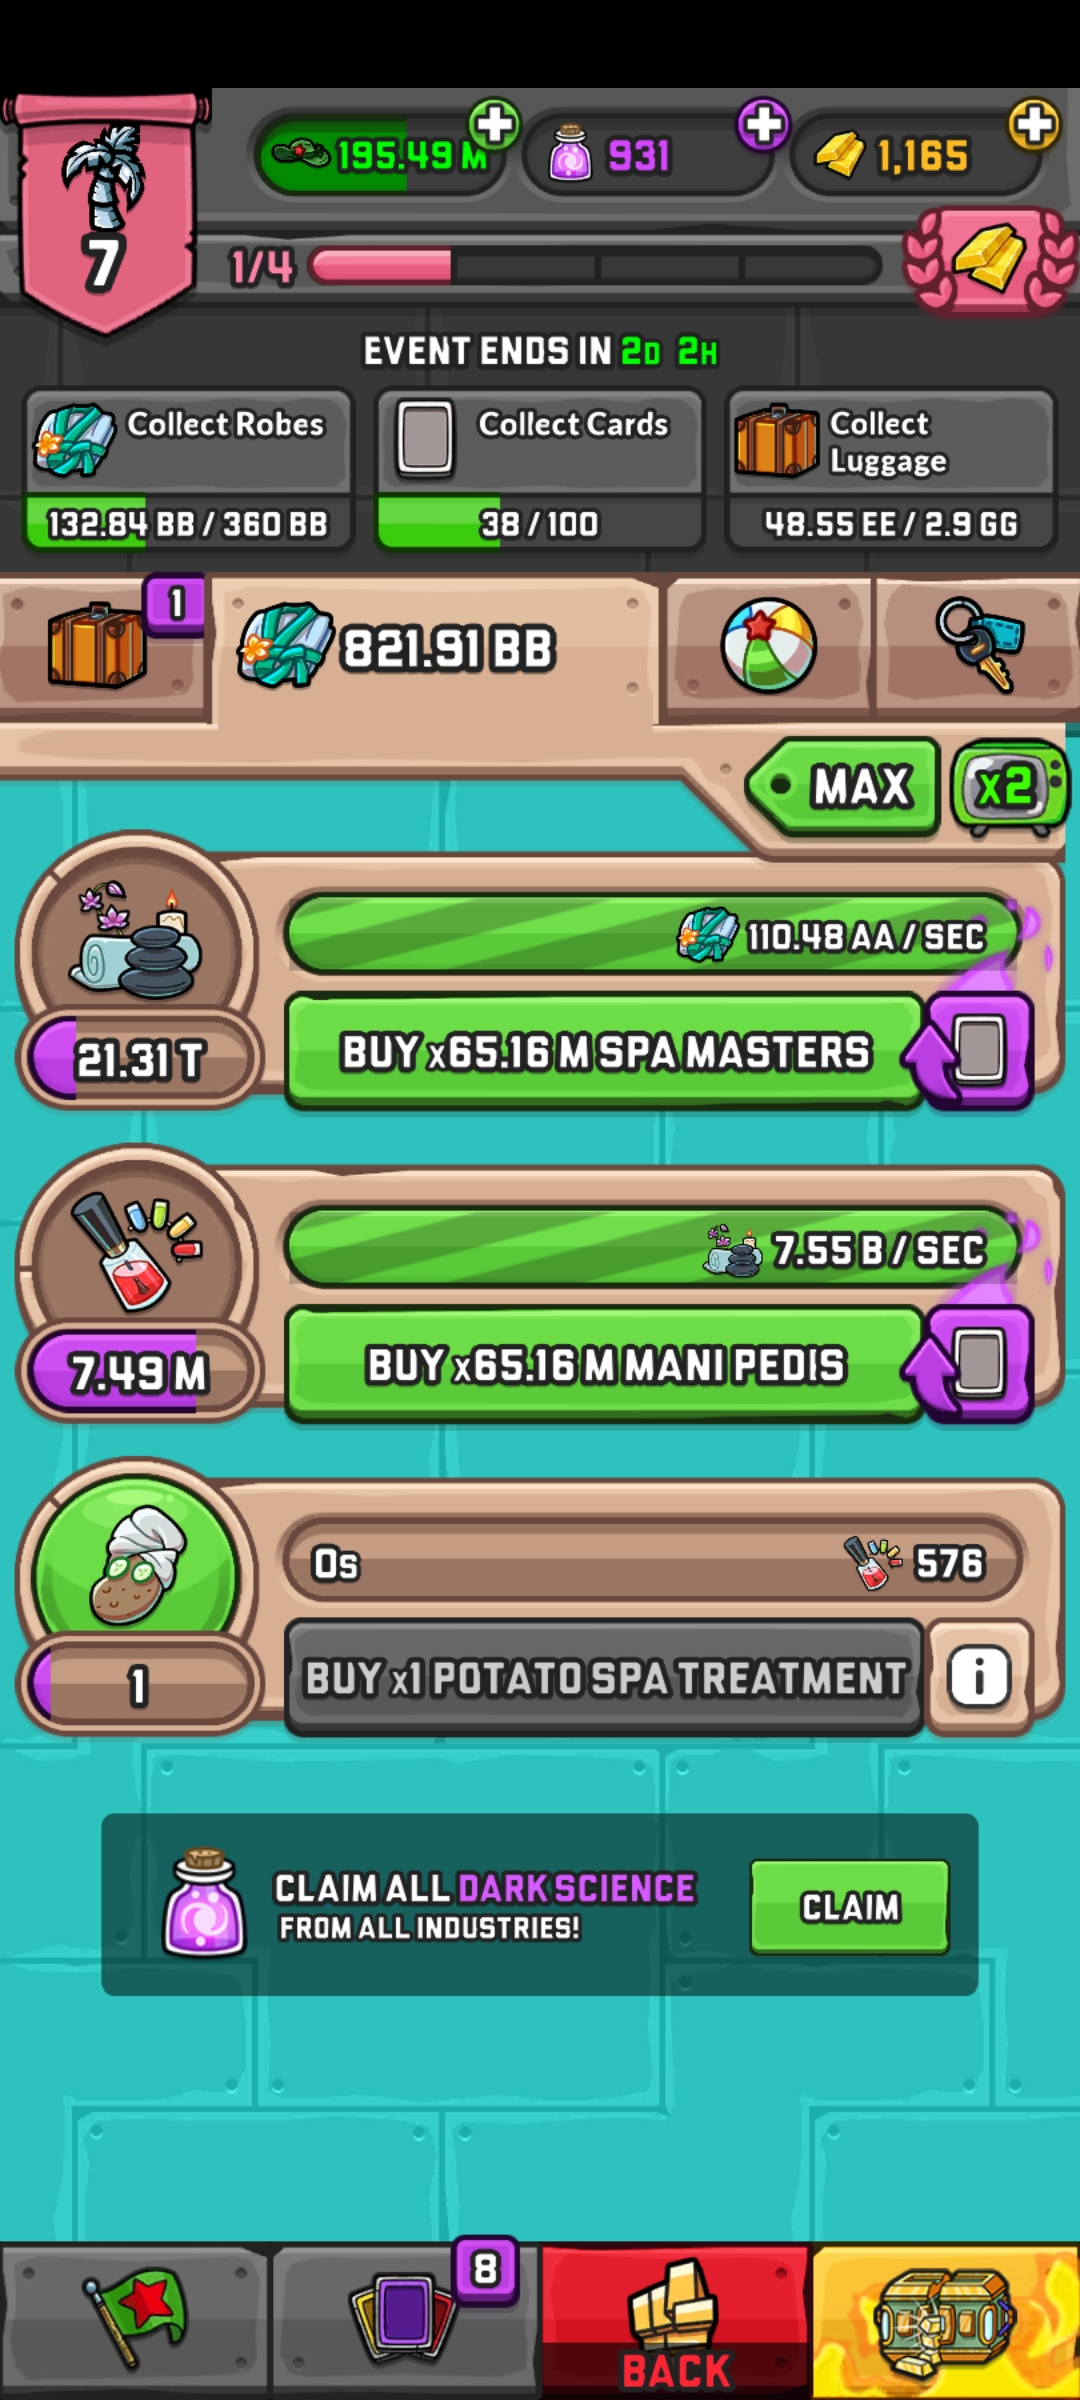 195.49 M
931
1,165
7
1/4
EVENT ENDS IN 2D 2H
Collect Robes
132.84 BB / 360 BB
Collect Cards
38 / 100
Collect
Luggage
48.55 EE / 2.9 GG
1
821.91 BB
MAX
x2
110.48 AA / SEC
21.31 T
BUY x65.16 M SPA MASTERS
7.55 B / SEC
7.49 M
BUY x65.16 M MANI PEDIS
0s
576
1
BUY x1 POTATO SPA TREATMENT
i
CLAIM ALL DARK SCIENCE
FROM ALL INDUSTRIES!
CLAIM
8
BACK